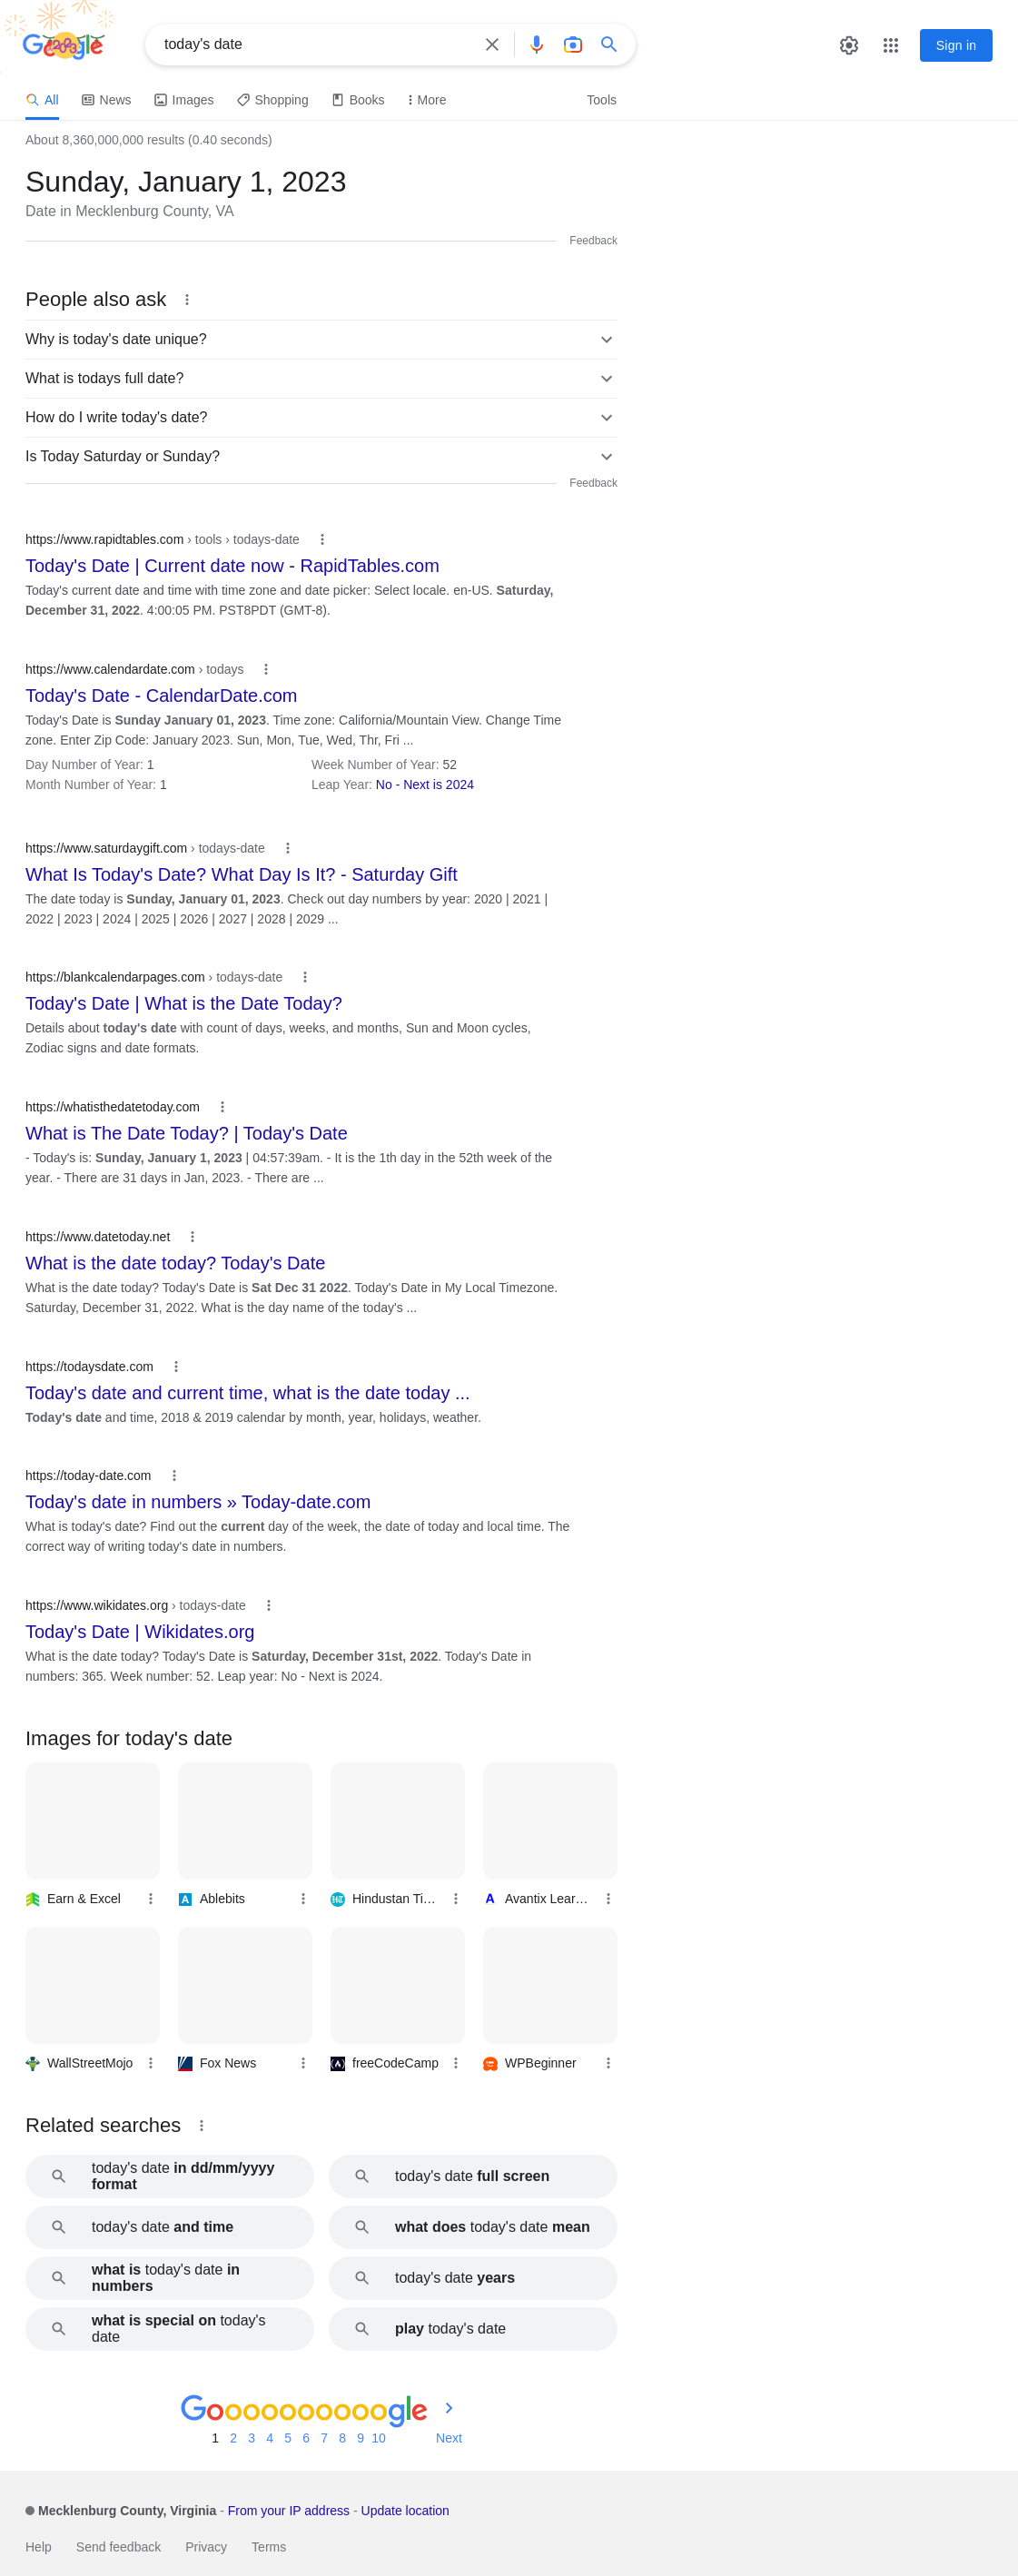 Google
2023
today's date
Sign in
All
News
Images
Shopping
Books
More
Tools
About 8,360,000,000 results (0.40 seconds)
Sunday, January 1, 2023
Date in Mecklenburg County, VA
Feedback
People also ask
Why is today's date unique?
What is todays full date?
How do I write today's date?
Is Today Saturday or Sunday?
Feedback
https://www.rapidtables.com › tools › todays-date
Today's Date | Current date now - RapidTables.com
Today's current date and time with time zone and date picker: Select locale. en-US. Saturday,
December 31, 2022. 4:00:05 PM. PST8PDT (GMT-8).
https://www.calendardate.com › todays
Today's Date - CalendarDate.com
Today's Date is Sunday January 01, 2023. Time zone: California/Mountain View. Change Time
zone. Enter Zip Code: January 2023. Sun, Mon, Tue, Wed, Thr, Fri ...
Day Number of Year: 1
Week Number of Year: 52
Month Number of Year: 1
Leap Year: No - Next is 2024
https://www.saturdaygift.com › todays-date
What Is Today's Date? What Day Is It? - Saturday Gift
The date today is Sunday, January 01, 2023. Check out day numbers by year: 2020 | 2021 |
2022 | 2023 | 2024 | 2025 | 2026 | 2027 | 2028 | 2029 ...
https://blankcalendarpages.com › todays-date
Today's Date | What is the Date Today?
Details about today's date with count of days, weeks, and months, Sun and Moon cycles,
Zodiac signs and date formats.
https://whatisthedatetoday.com
What is The Date Today? | Today's Date
- Today's is: Sunday, January 1, 2023 | 04:57:39am. - It is the 1th day in the 52th week of the
year. - There are 31 days in Jan, 2023. - There are ...
https://www.datetoday.net
What is the date today? Today's Date
What is the date today? Today's Date is Sat Dec 31 2022. Today's Date in My Local Timezone.
Saturday, December 31, 2022. What is the day name of the today's ...
https://todaysdate.com
Today's date and current time, what is the date today ...
Today's date and time, 2018 & 2019 calendar by month, year, holidays, weather.
https://today-date.com
Today's date in numbers » Today-date.com
What is today's date? Find out the current day of the week, the date of today and local time. The
correct way of writing today's date in numbers.
https://www.wikidates.org › todays-date
Today's Date | Wikidates.org
What is the date today? Today's Date is Saturday, December 31st, 2022. Today's Date in
numbers: 365. Week number: 52. Leap year: No - Next is 2024.
Images for today's date
Earn & Excel
Ablebits
Hindustan Ti...
Avantix Lear...
WallStreetMojo
Fox News
freeCodeCamp
WPBeginner
Related searches
today's date in dd/mm/yyyy
format
today's date full screen
today's date and time
what does today's date mean
what is today's date in
numbers
today's date years
what is special on today's
date
play today's date
Goooooooooogle
1 2 3 4 5 6 7 8 9 10 Next
Mecklenburg County, Virginia - From your IP address - Update location
Help
Send feedback
Privacy
Terms